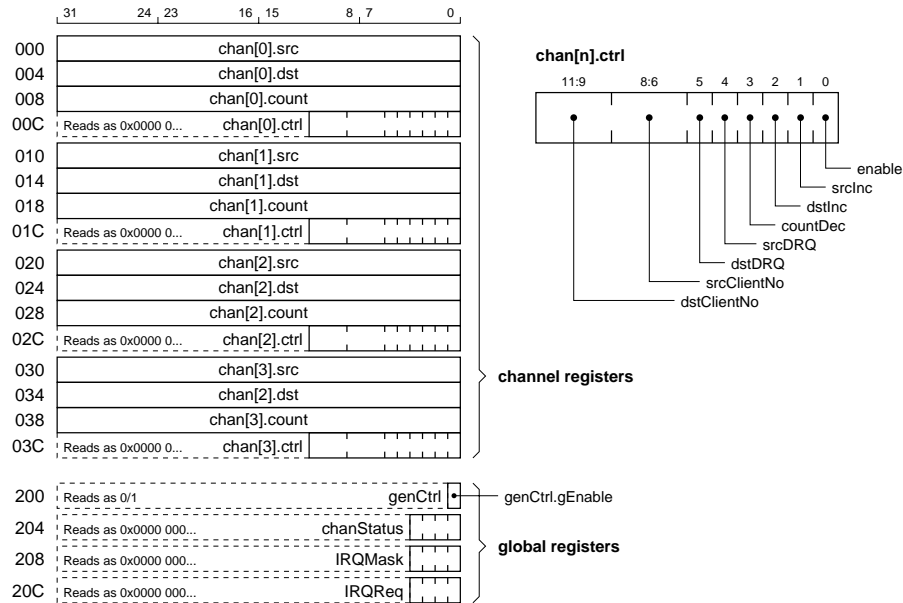 31 24 23 16 15 8 7 0
000 chan[0].src
004 chan[0].dst
008 chan[0].count
00C Reads as 0x0000 0... chan[0].ctrl
010 chan[1].src
014 chan[1].dst
018 chan[1].count
01C Reads as 0x0000 0... chan[1].ctrl
020 chan[2].src
024 chan[2].dst
028 chan[2].count
02C Reads as 0x0000 0... chan[2].ctrl
030 chan[3].src
034 chan[2].dst
038 chan[3].count
03C Reads as 0x0000 0... chan[3].ctrl
channel registers
chan[n].ctrl
11:9 8:6 5 4 3 2 1 0
enable
srcInc
dstInc
countDec
srcDRQ
dstDRQ
srcClientNo
dstClientNo
200 Reads as 0/1 genCtrl genCtrl.gEnable
204 Reads as 0x0000 000... chanStatus
208 Reads as 0x0000 000... IRQMask
20C Reads as 0x0000 000... IRQReq
global registers